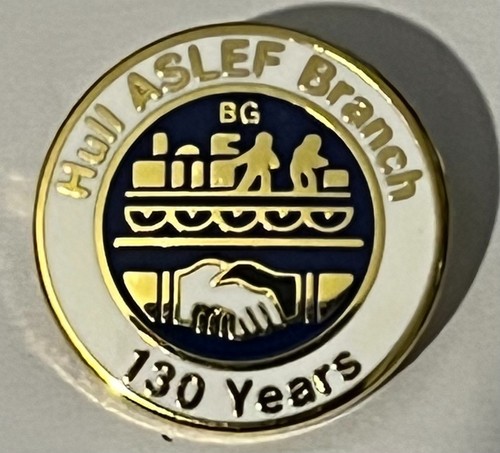 Hull ASLEF Branch
BG
130 Years